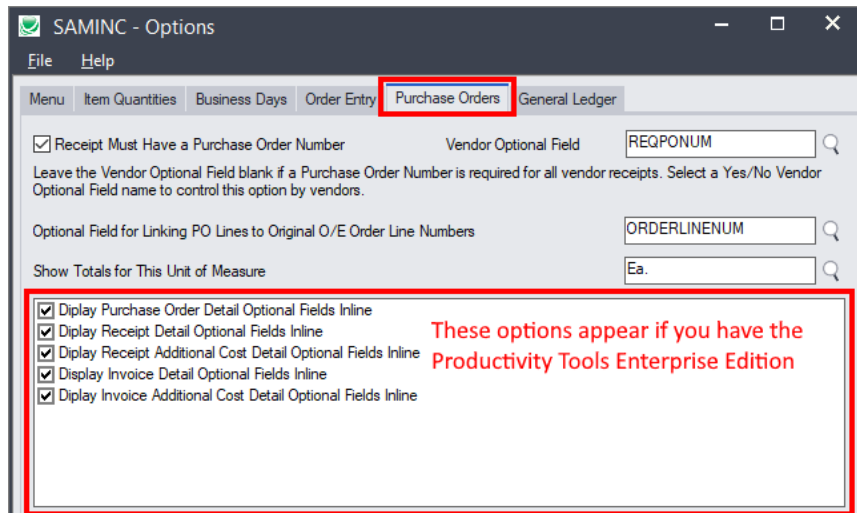 SAMINC - Options
File Help
Menu Item Quantities Business Days Order Entry Purchase Orders General Ledger
Receipt Must Have a Purchase Order Number Vendor Optional Field REQPONUM
Leave the Vendor Optional Field blank if a Purchase Order Number is required for all vendor receipts. Select a Yes/No Vendor
Optional Field name to control this option by vendors.
Optional Field for Linking PO Lines to Original O/E Order Line Numbers ORDERLINENUM
Show Totals for This Unit of Measure Ea.
Diplay Purchase Order Detail Optional Fields Inline
Diplay Receipt Detail Optional Fields Inline
Diplay Receipt Additional Cost Detail Optional Fields Inline
Display Invoice Detail Optional Fields Inline
Diplay Invoice Additional Cost Detail Optional Fields Inline
These options appear if you have the
Productivity Tools Enterprise Edition